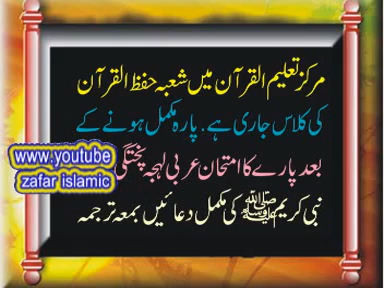 مرکز تعلیم القرآن میں شعبہ حفظ القرآن
کی کلاس جاری ہے۔ پارہ مکمل ہونے کے
بعد پارے کا امتحان عربی لہجہ پختگی
نبی کریم ﷺ کی مکمل دعائیں بمعہ ترجمہ
www.youtube
zafar islamic